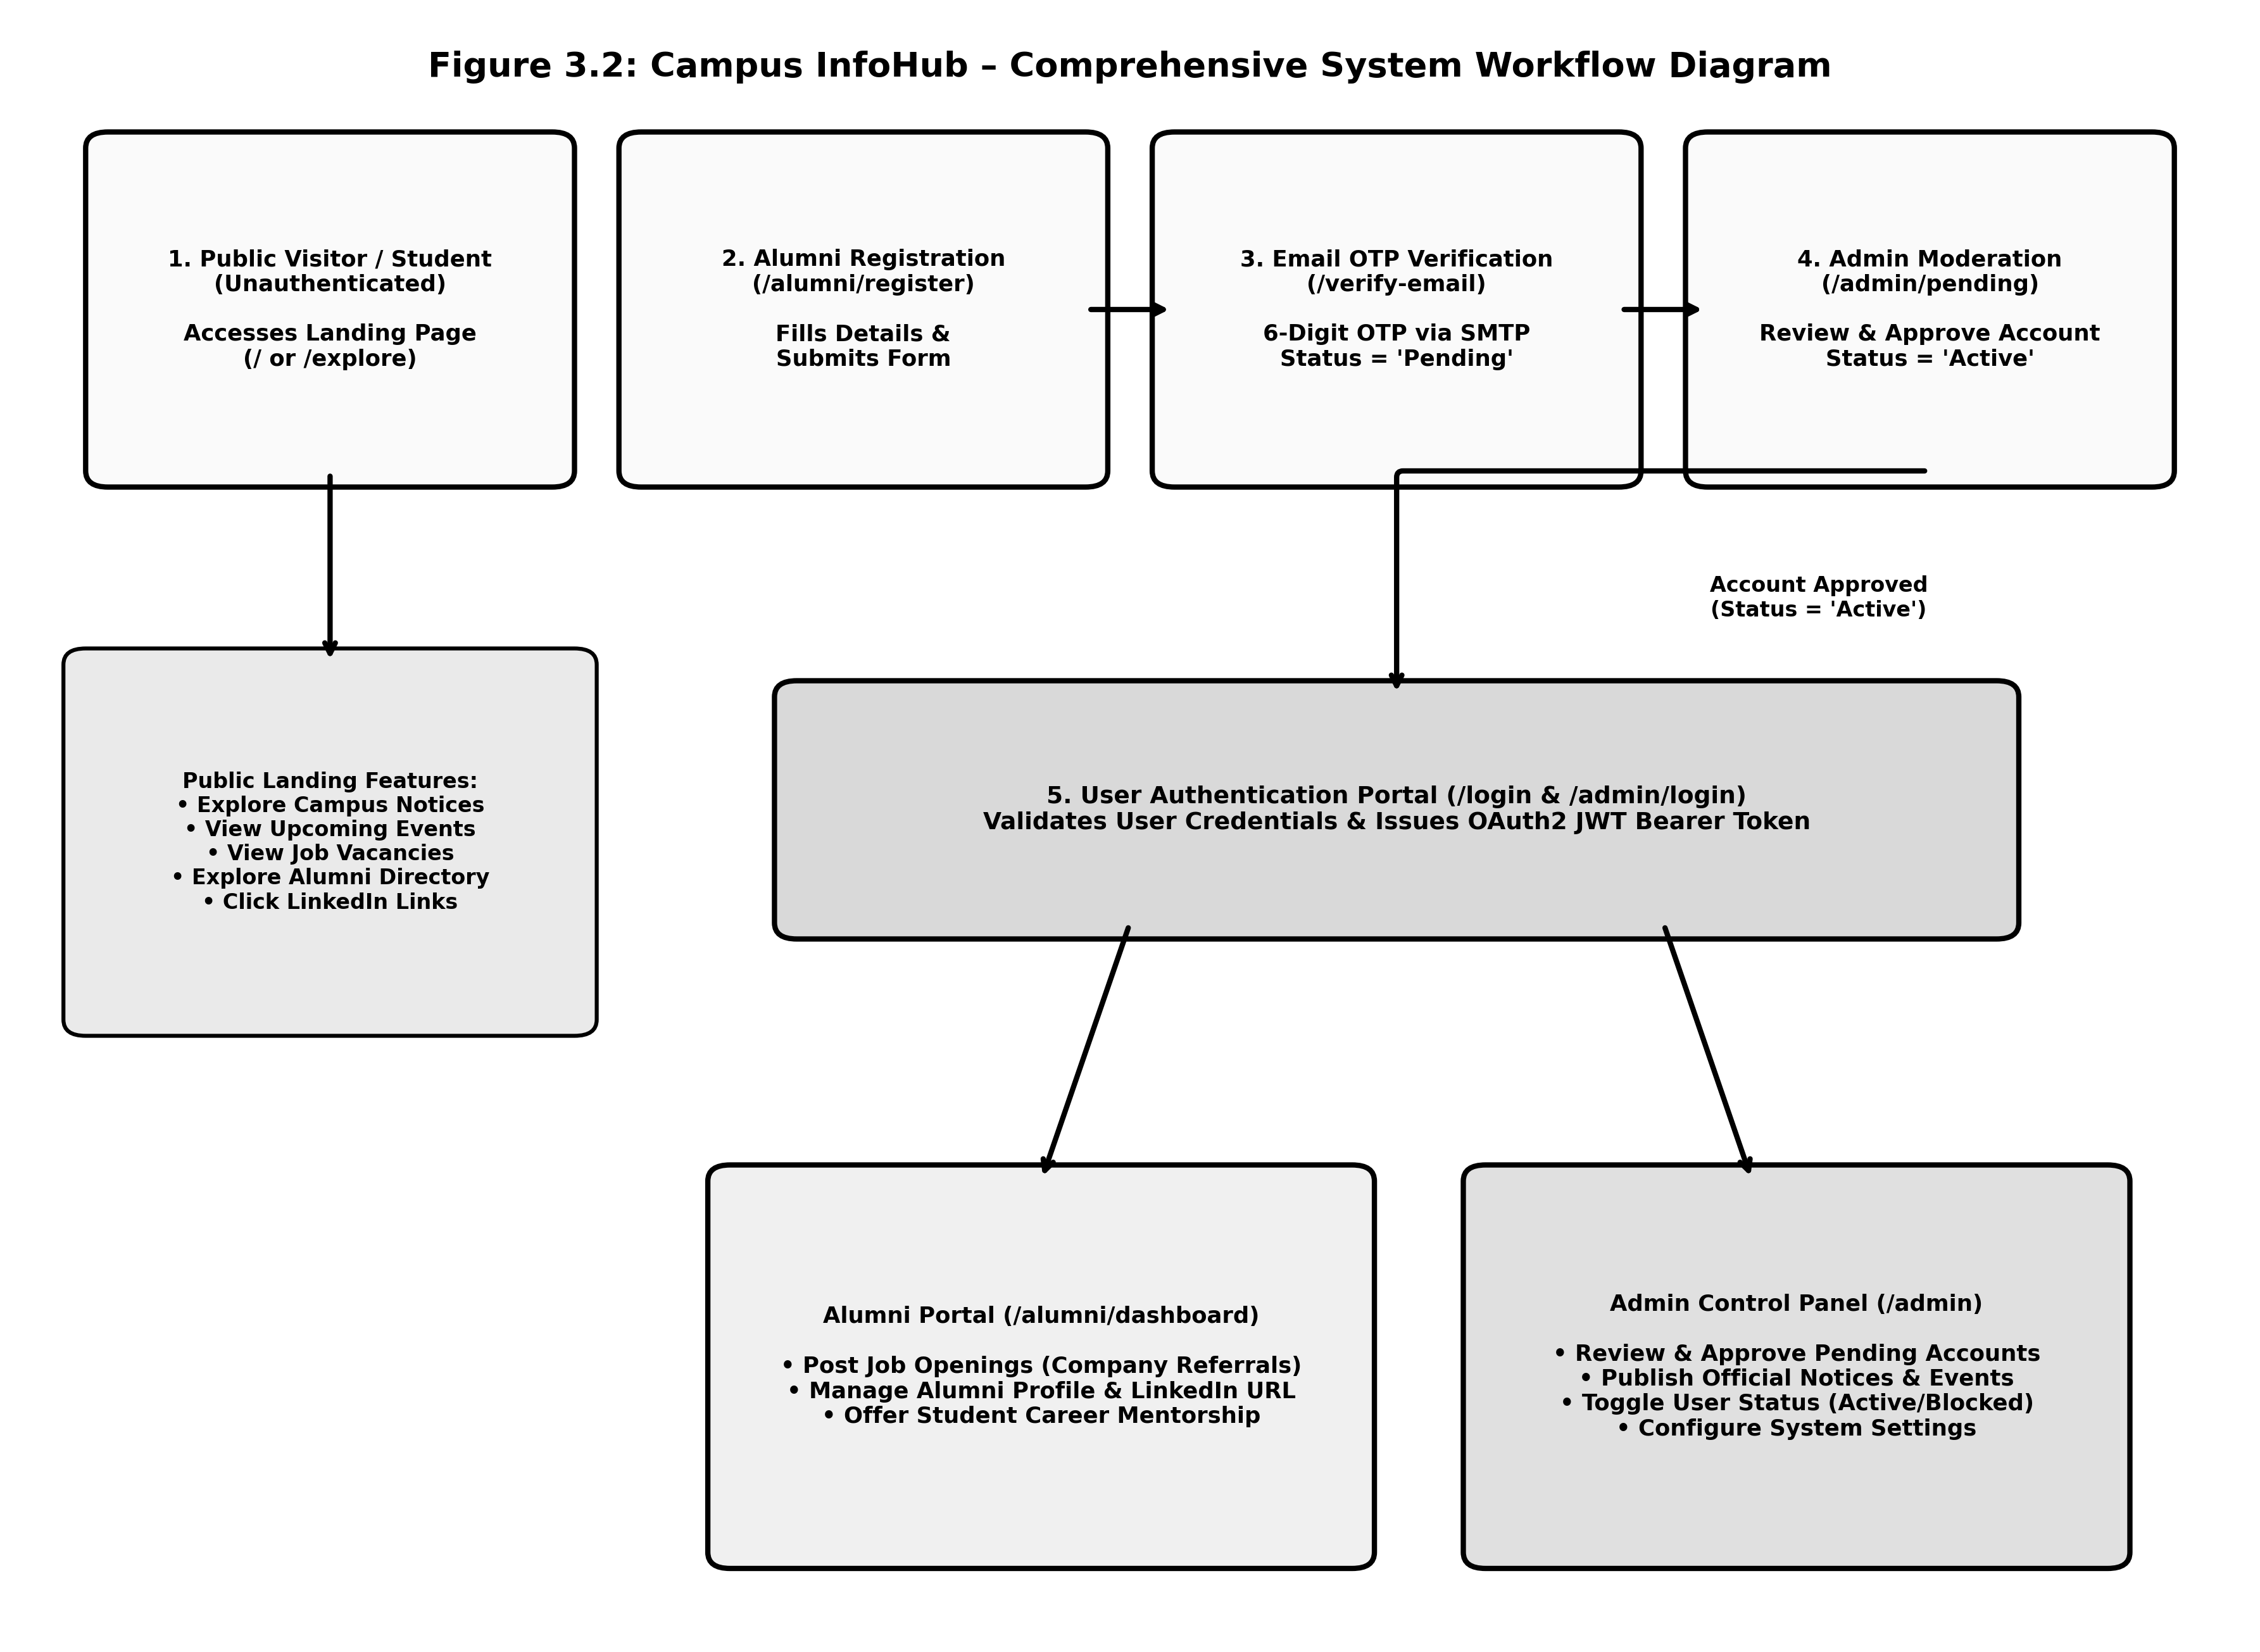 Figure 3.2: Campus InfoHub – Comprehensive System Workflow Diagram
1. Public Visitor / Student
(Unauthenticated)
Accesses Landing Page
(/ or /explore)
2. Alumni Registration
(/alumni/register)
Fills Details &
Submits Form
3. Email OTP Verification
(/verify-email)
6-Digit OTP via SMTP
Status = 'Pending'
4. Admin Moderation
(/admin/pending)
Review & Approve Account
Status = 'Active'
Account Approved
(Status = 'Active')
Public Landing Features:
• Explore Campus Notices
• View Upcoming Events
• View Job Vacancies
• Explore Alumni Directory
• Click LinkedIn Links
5. User Authentication Portal (/login & /admin/login)
Validates User Credentials & Issues OAuth2 JWT Bearer Token
Alumni Portal (/alumni/dashboard)
• Post Job Openings (Company Referrals)
• Manage Alumni Profile & LinkedIn URL
• Offer Student Career Mentorship
Admin Control Panel (/admin)
• Review & Approve Pending Accounts
• Publish Official Notices & Events
• Toggle User Status (Active/Blocked)
• Configure System Settings